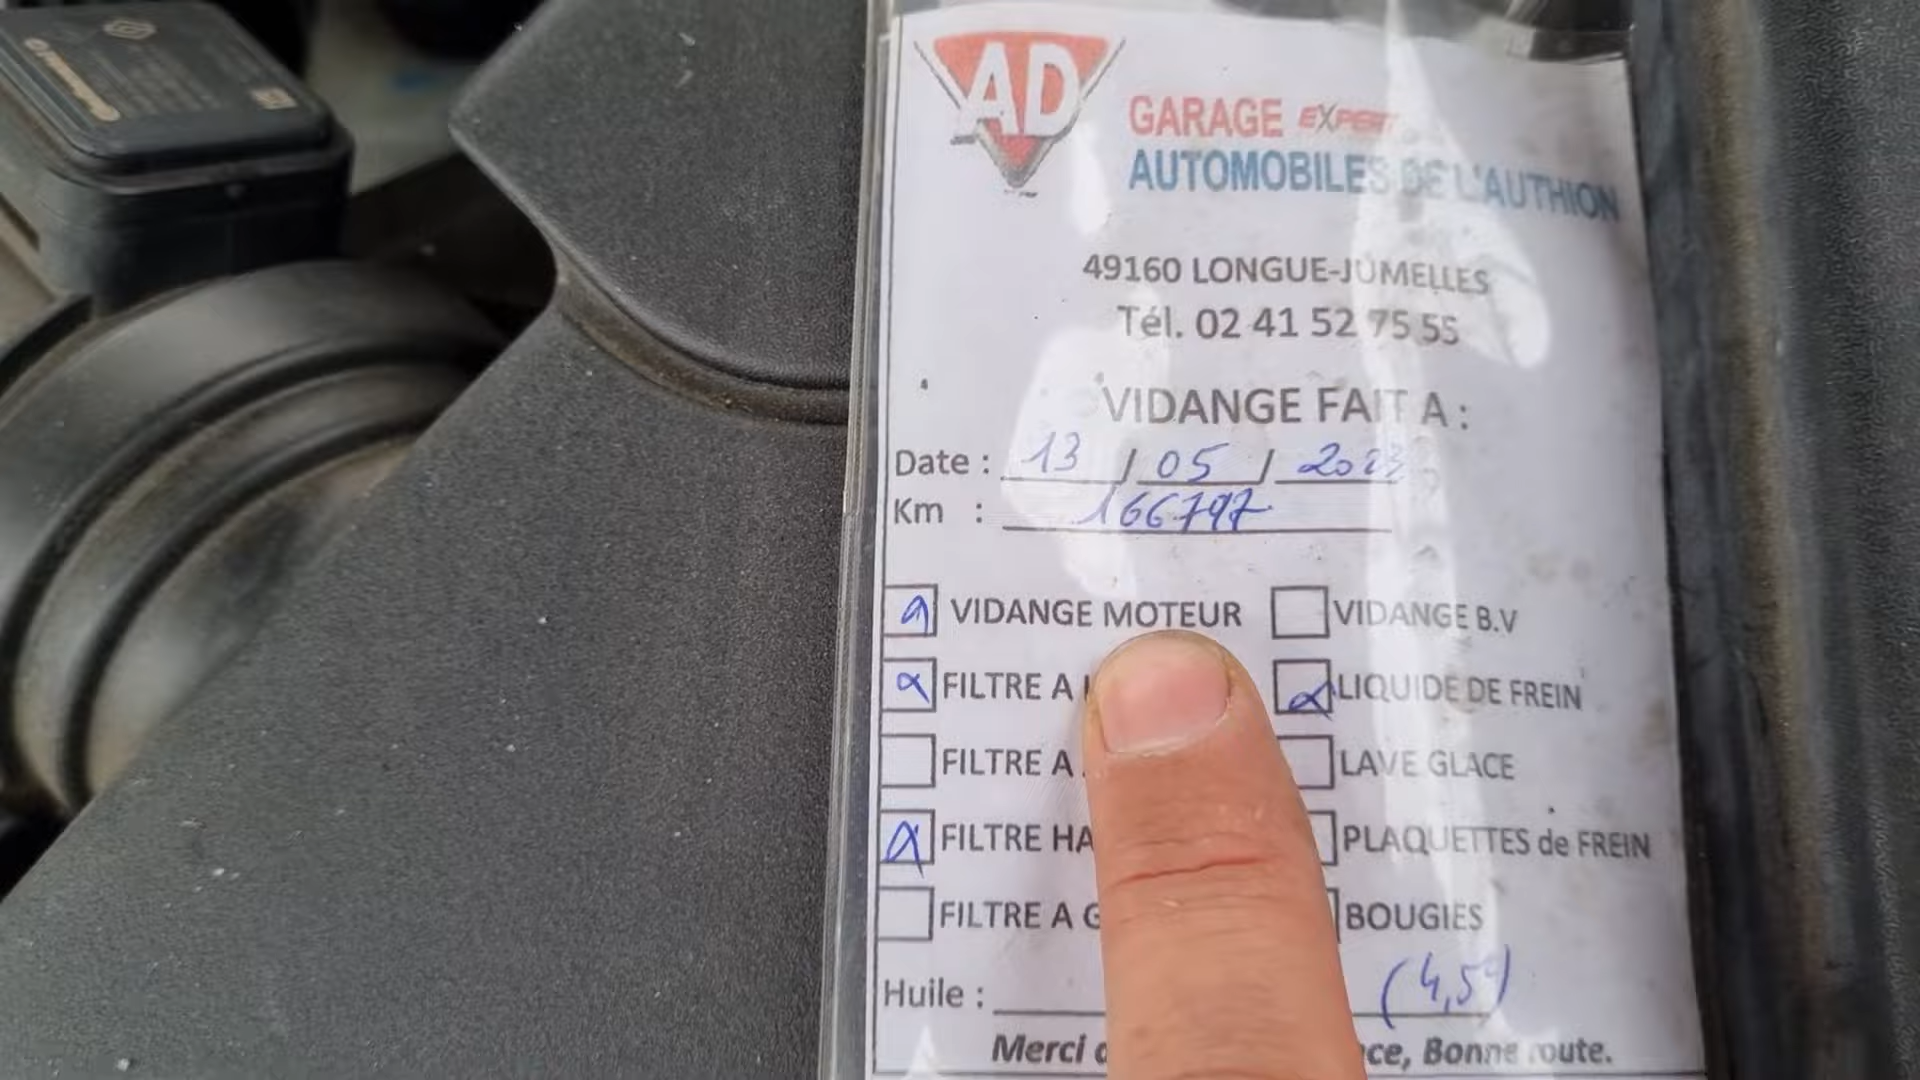 AD
GARAGE EXPERT
AUTOMOBILES DE L'AUTHION
49160 LONGUE-JUMELLES
Tél. 02 41 52 75 55
VIDANGE FAIT A :
Date : 13 / 05 / 2023
Km : 166797
VIDANGE MOTEUR VIDANGE B.V
FILTRE A LIQUIDE DE FREIN
FILTRE A LAVE GLACE
FILTRE HA PLAQUETTES de FREIN
FILTRE A G BOUGIES
Huile : (4,5)
Merci Bonne route.